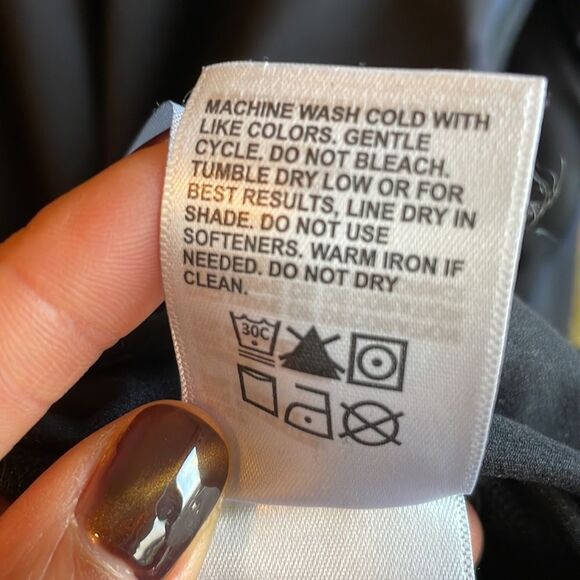 MACHINE WASH COLD WITH
LIKE COLORS. GENTLE
CYCLE. DO NOT BLEACH.
TUMBLE DRY LOW OR FOR
BEST RESULTS, LINE DRY IN
SHADE. DO NOT USE
SOFTENERS. WARM IRON IF
NEEDED. DO NOT DRY
CLEAN.
30C